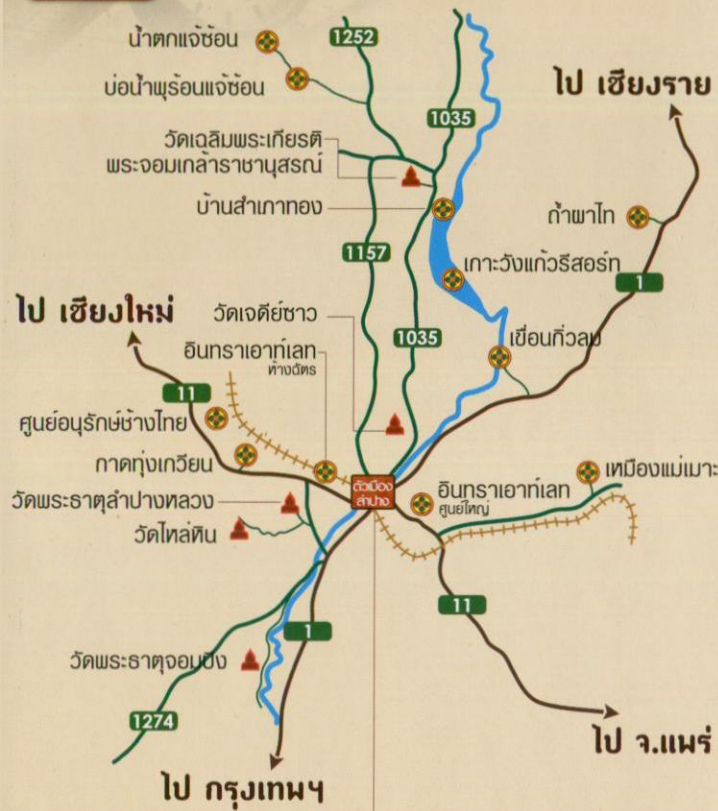 น้ำตกแจ้ซ้อน
1252
บ่อน้ำพุร้อนแจ้ซ้อน
ไป เชียงราย
1035
วัดเฉลิมพระเกียรติ
พระจอมเกล้าราชานุสรณ์
บ้านสำเภาทอง
ถ้ำผาไท
1157
เกาะวังแก้วรีสอร์ท
1
ไป เชียงใหม่
วัดเจดีย์ซาว
1035
เขื่อนกิ่วลม
อินทราเอาท์เลท
ห้างฉัตร
11
ศูนย์อนุรักษ์ช้างไทย
กาดทุ่งเกวียน
ตัวเมือง
ลำปาง
อินทราเอาท์เลท
ศูนย์ใหญ่
เหมืองแม่เมาะ
วัดพระธาตุลำปางหลวง
วัดไหล่หิน
11
1
วัดพระธาตุจอมปิง
1274
ไป จ.แพร่
ไป กรุงเทพฯ